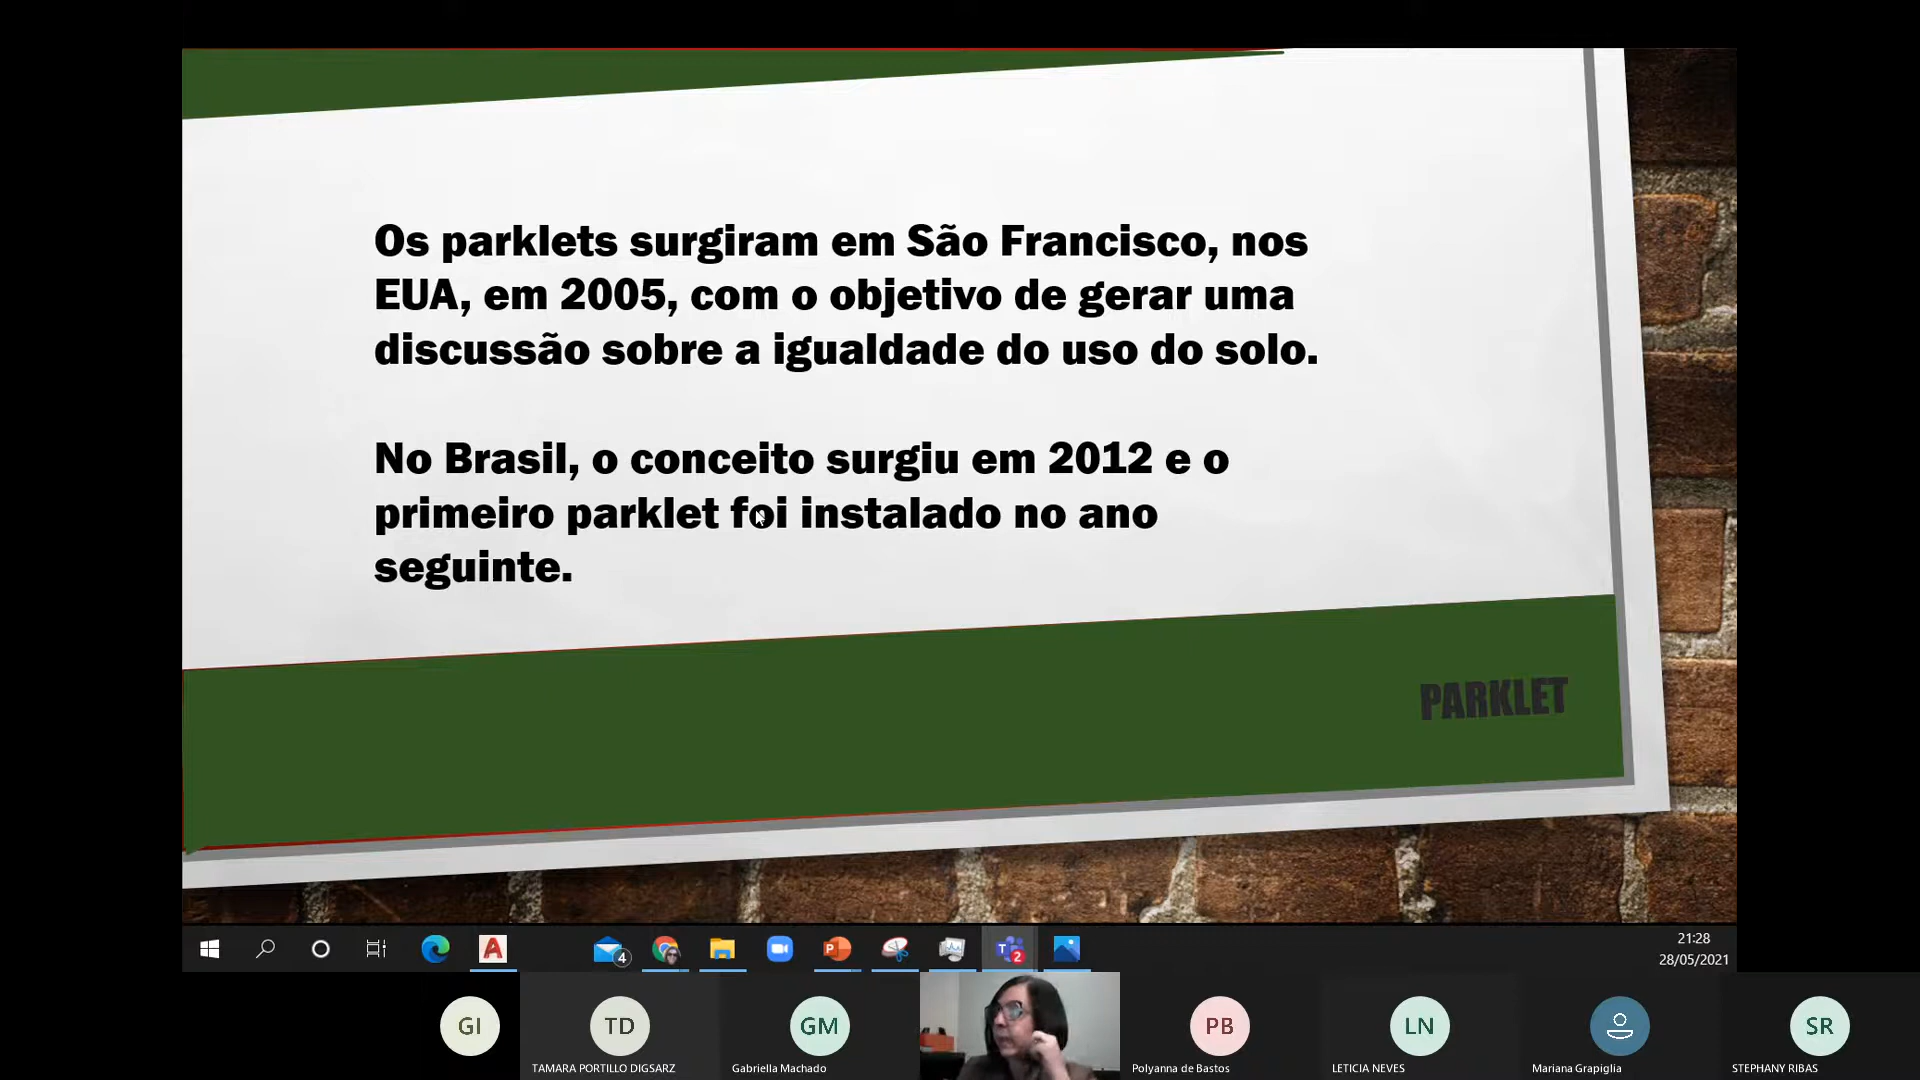 Os parklets surgiram em São Francisco, nos
EUA, em 2005, com o objetivo de gerar uma
discussão sobre a igualdade do uso do solo.
No Brasil, o conceito surgiu em 2012 e o
primeiro parklet foi instalado no ano
seguinte.
PARKLET
4
2
21:28
28/05/2021
GI
TD
GM
PB
LN
SR
TAMARA PORTILLO DIGSARZ
Gabriella Machado
Polyanna de Bastos
LETICIA NEVES
Mariana Grapiglia
STEPHANY RIBAS